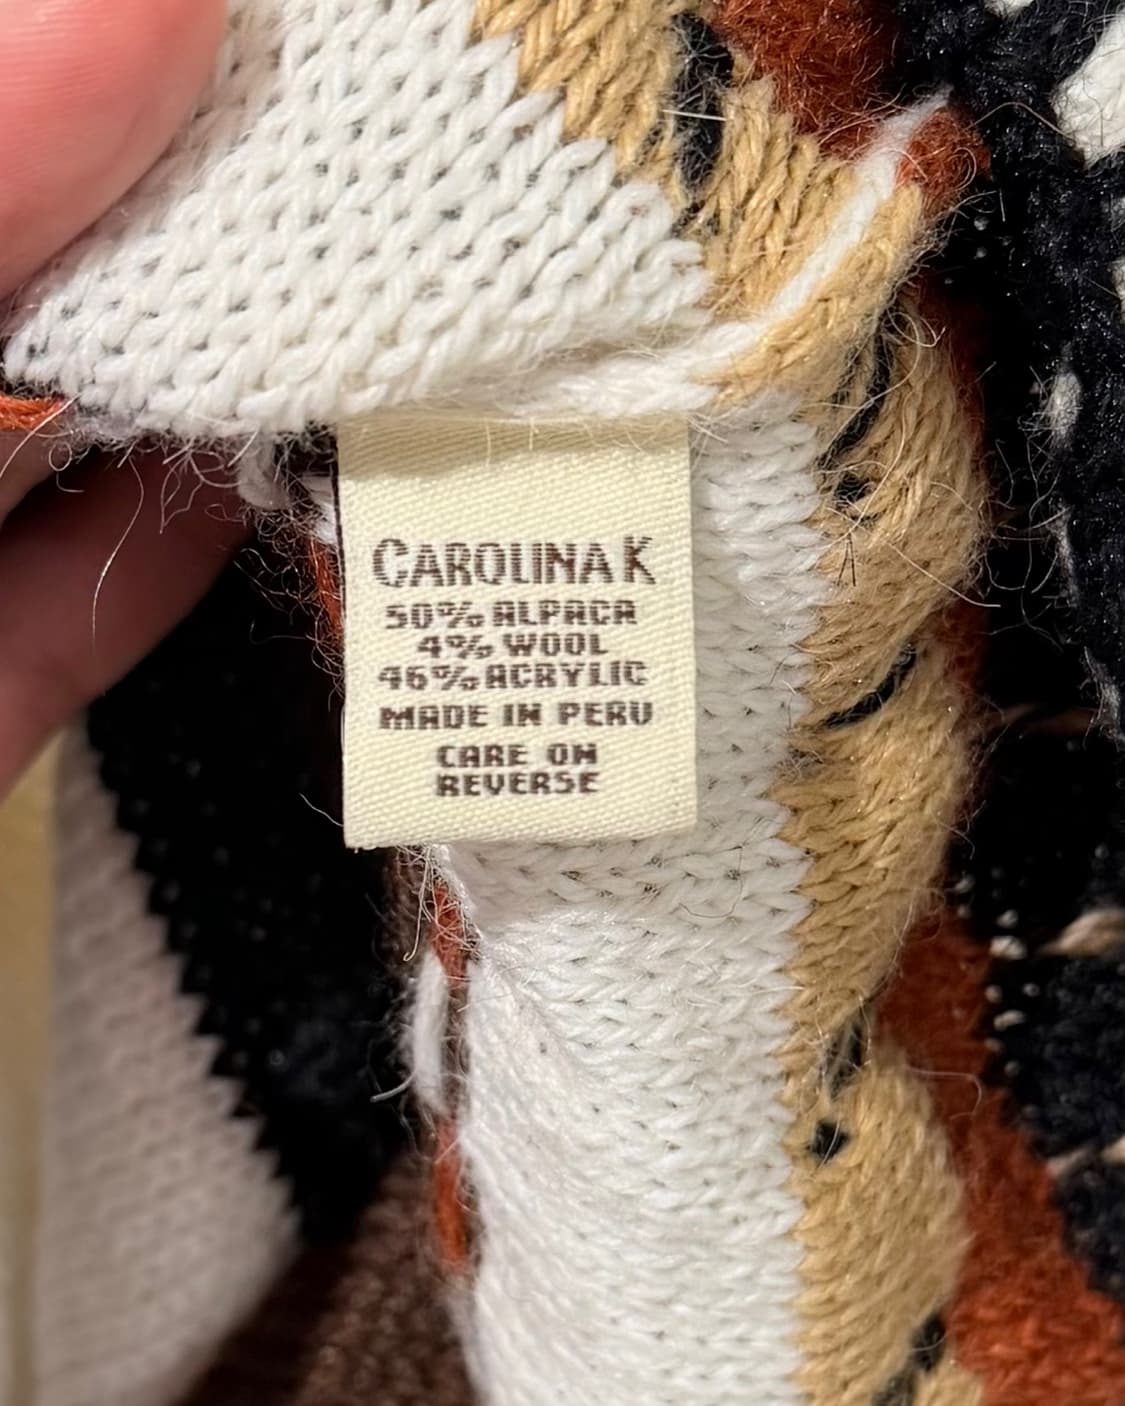 CAROLINA K
50% ALPACA
4% WOOL
46% ACRYLIC
MADE IN PERU
CARE ON
REVERSE